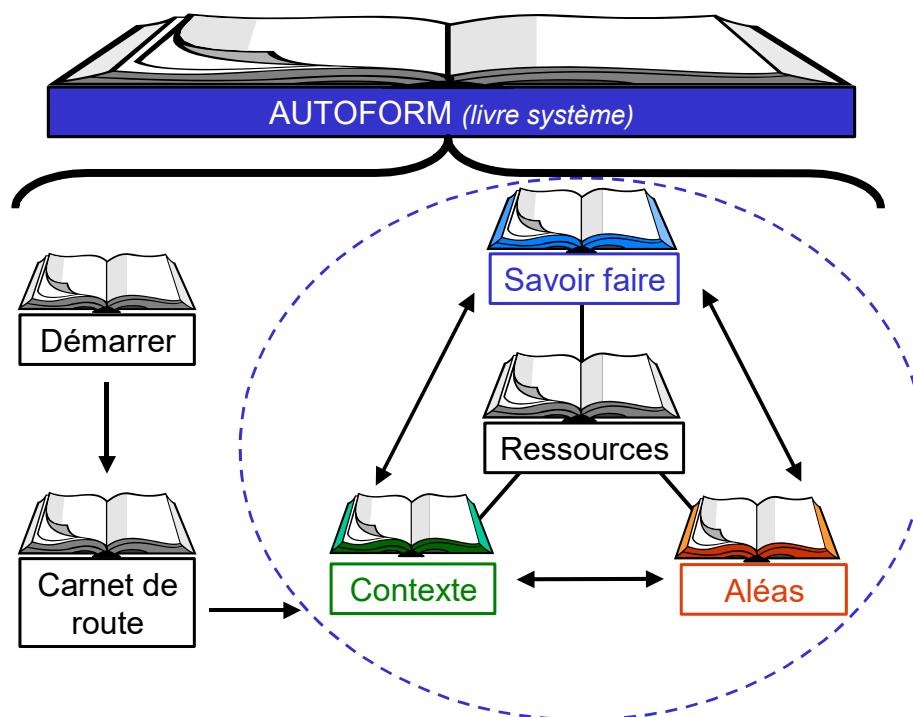 AUTOFORM (livre système)
Savoir faire
Démarrer
Ressources
Carnet de
route
Contexte
Aléas